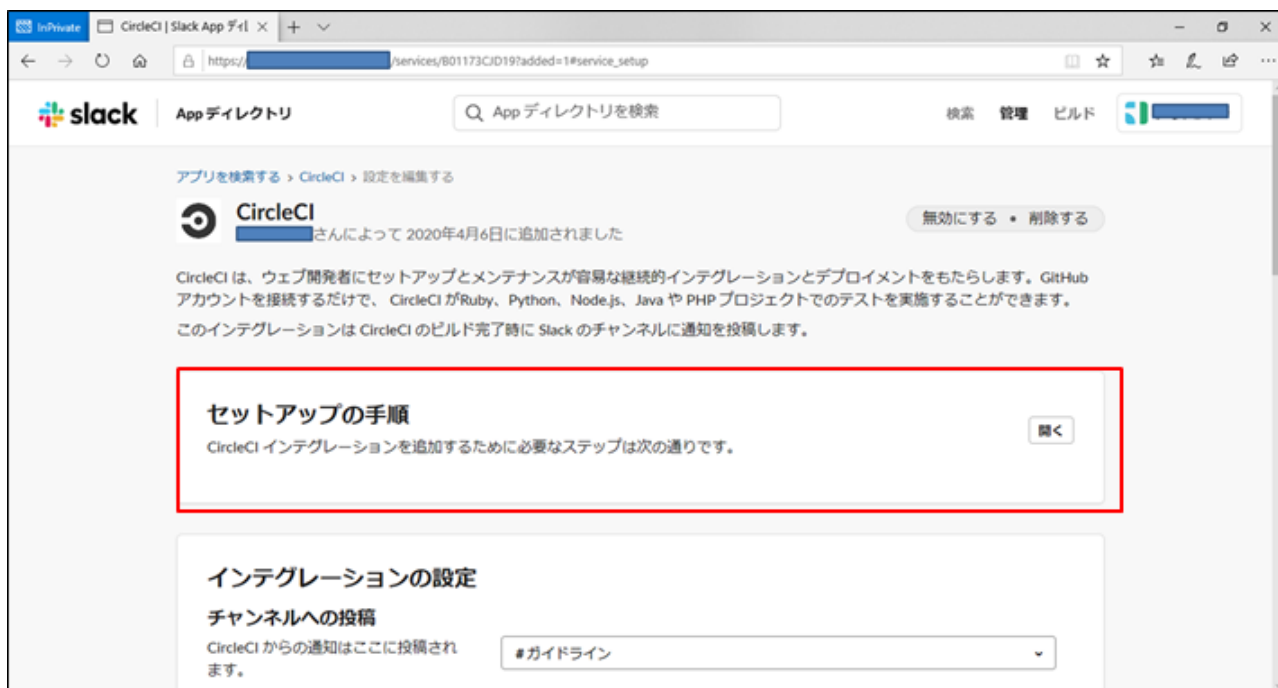 InPrivate
CircleCI | Slack App ディレ
https://
/services/B01173CJD19?added=1#service_setup
slack
App ディレクトリ
App ディレクトリを検索
検索
管理
ビルド
アプリを検索する › CircleCI › 設定を編集する
CircleCI
さんによって 2020年4月6日に追加されました
無効にする • 削除する
CircleCI は、ウェブ開発者にセットアップとメンテナンスが容易な継続的インテグレーションとデプロイメントをもたらします。GitHub
アカウントを接続するだけで、 CircleCI がRuby、Python、Node.js、Java や PHP プロジェクトでのテストを実施することができます。
このインテグレーションは CircleCI のビルド完了時に Slack のチャンネルに通知を投稿します。
セットアップの手順
CircleCI インテグレーションを追加するために必要なステップは次の通りです。
開く
インテグレーションの設定
チャンネルへの投稿
CircleCI からの通知はここに投稿され
ます。
#ガイドライン